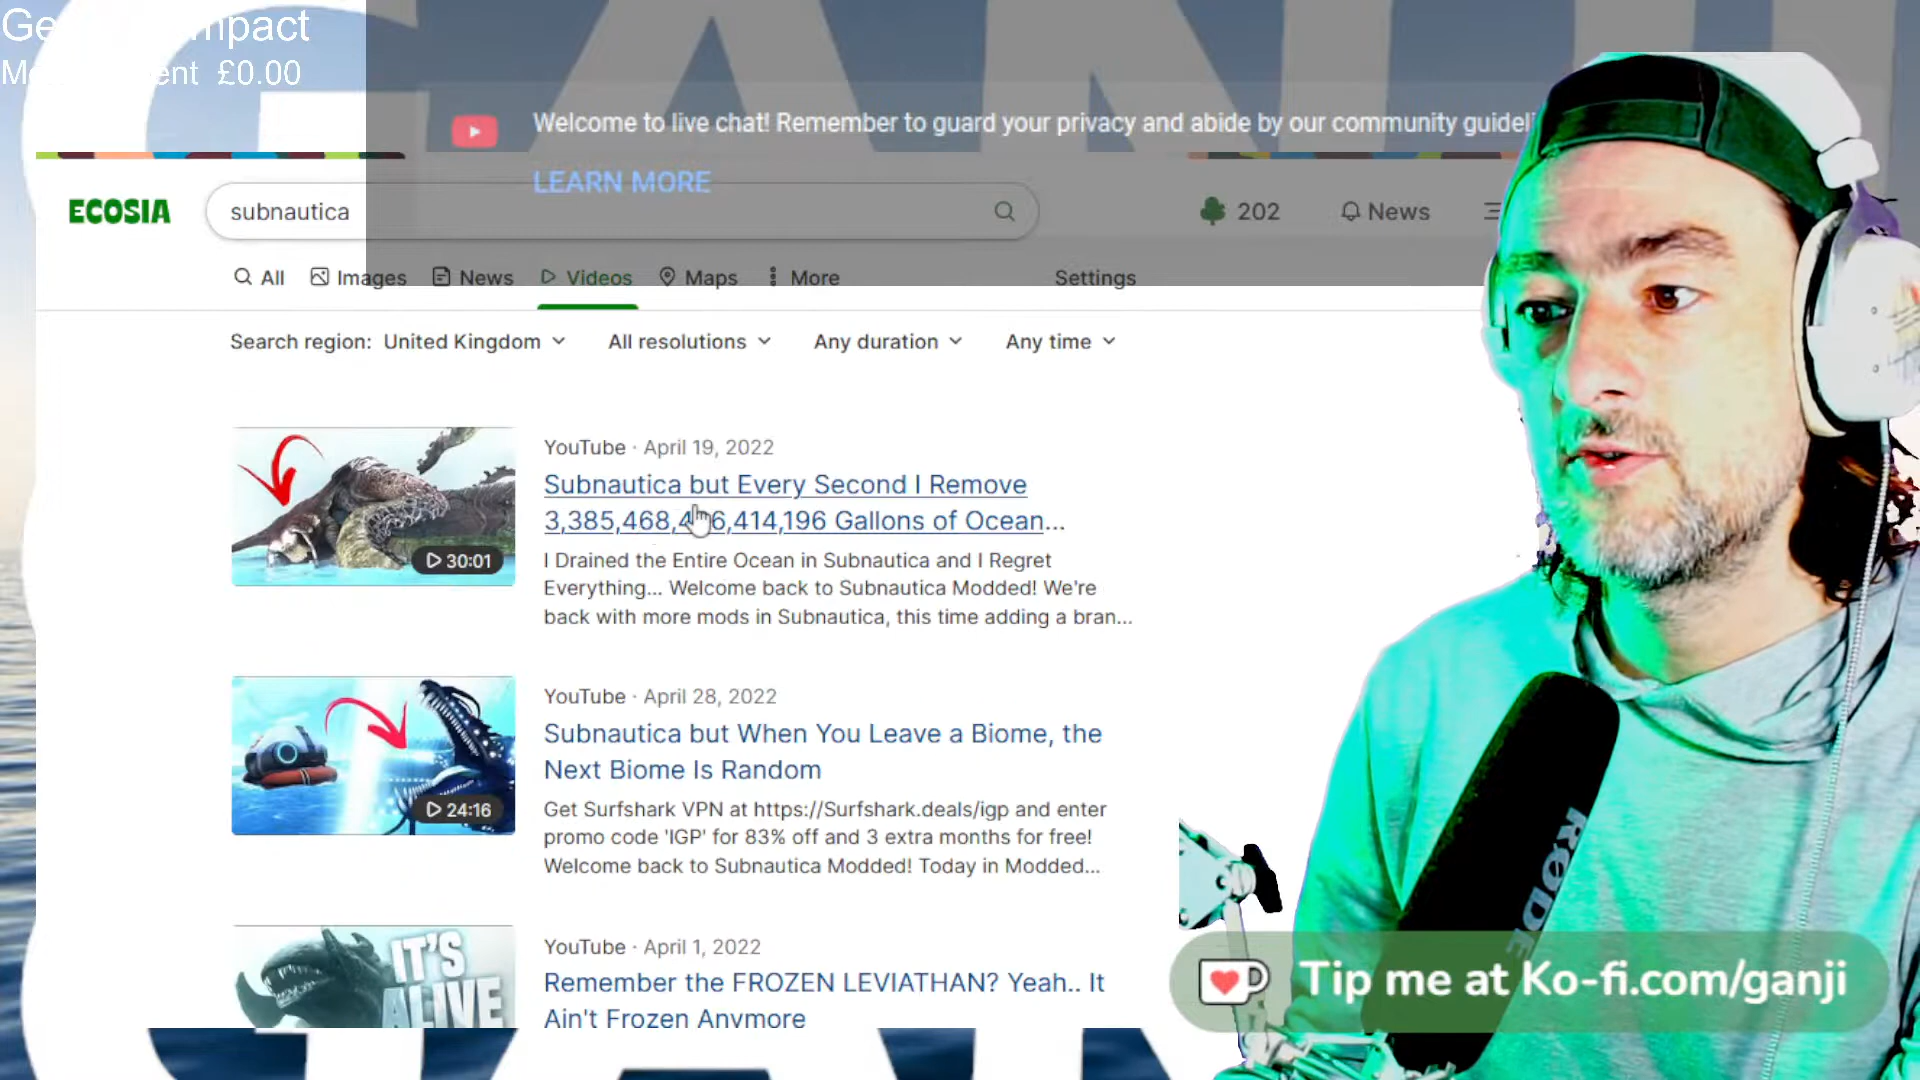 GANJI
£0.00
Welcome to live chat! Remember to guard your privacy and abide by our community
LEARN MORE
ECOSIA
subnautica
202
News
All
Images
News
Videos
Maps
More
Settings
Search region: United Kingdom
All resolutions
Any duration
Any time
YouTube · April 19, 2022
Subnautica but Every Second I Remove
Gallons of Ocean...
30:01
I Drained the Entire Ocean in Subnautica and I Regret
Everything... Welcome back to Subnautica Modded! We're
back with more mods in Subnautica, this time adding a bran...
YouTube · April 28, 2022
Subnautica but When You Leave a Biome, the
Next Biome Is Random
24:16
Get Surfshark VPN at https://Surfshark.deals/igp and enter
promo code 'IGP' for 83% off and 3 extra months for free!
Welcome back to Subnautica Modded! Today in Modded...
IT'S
ALIVE
YouTube · April 1, 2022
Remember the FROZEN LEVIATHAN? Yeah.. It
Ain't Frozen Anymore
RØDE
Tip me at Ko-fi.com/ganji